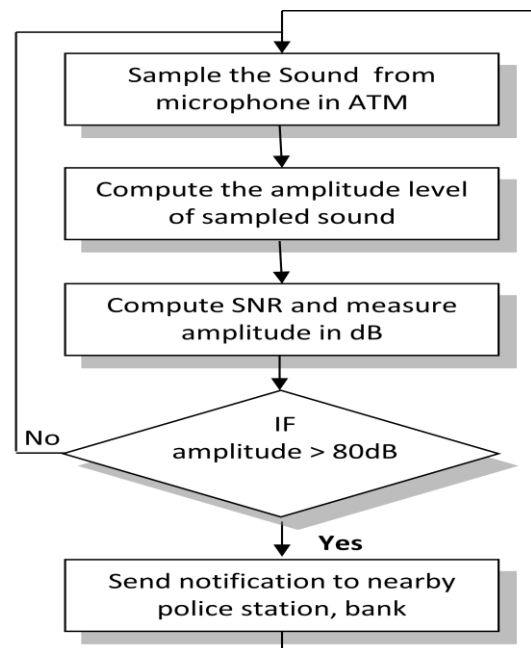 Sample the Sound from
microphone in ATM
Compute the amplitude level
of sampled sound
Compute SNR and measure
amplitude in dB
IF
amplitude > 80dB
No
Yes
Send notification to nearby
police station, bank